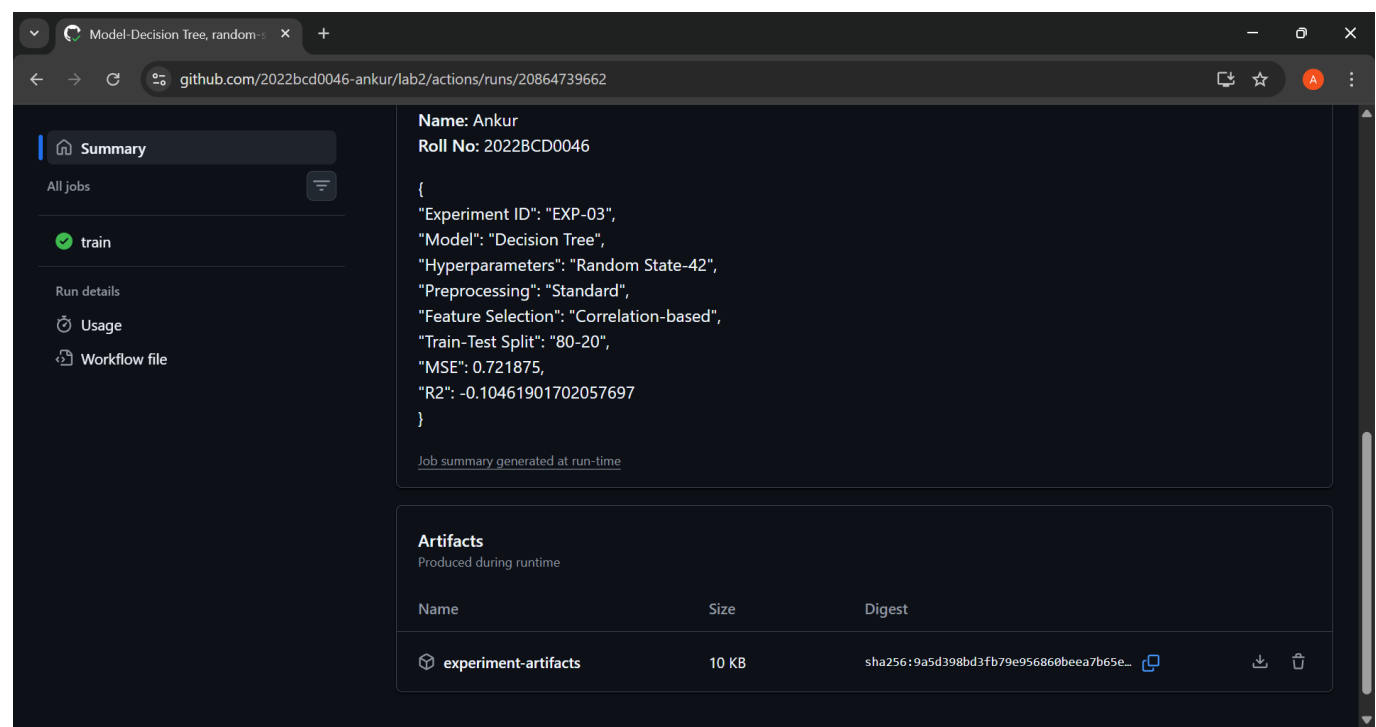 Model-Decision Tree, random-s
github.com/2022bcd0046-ankur/lab2/actions/runs/20864739662
A
Summary
All jobs
train
Run details
Usage
Workflow file
Name: Ankur
Roll No: 2022BCD0046
{
"Experiment ID": "EXP-03",
"Model": "Decision Tree",
"Hyperparameters": "Random State-42",
"Preprocessing": "Standard",
"Feature Selection": "Correlation-based",
"Train-Test Split": "80-20",
"MSE": 0.721875,
"R2": -0.10461901702057697
}
Job summary generated at run-time
Artifacts
Produced during runtime
Name Size Digest
experiment-artifacts 10 KB sha256:9a5d398bd3fb79e956860beea7b65e…